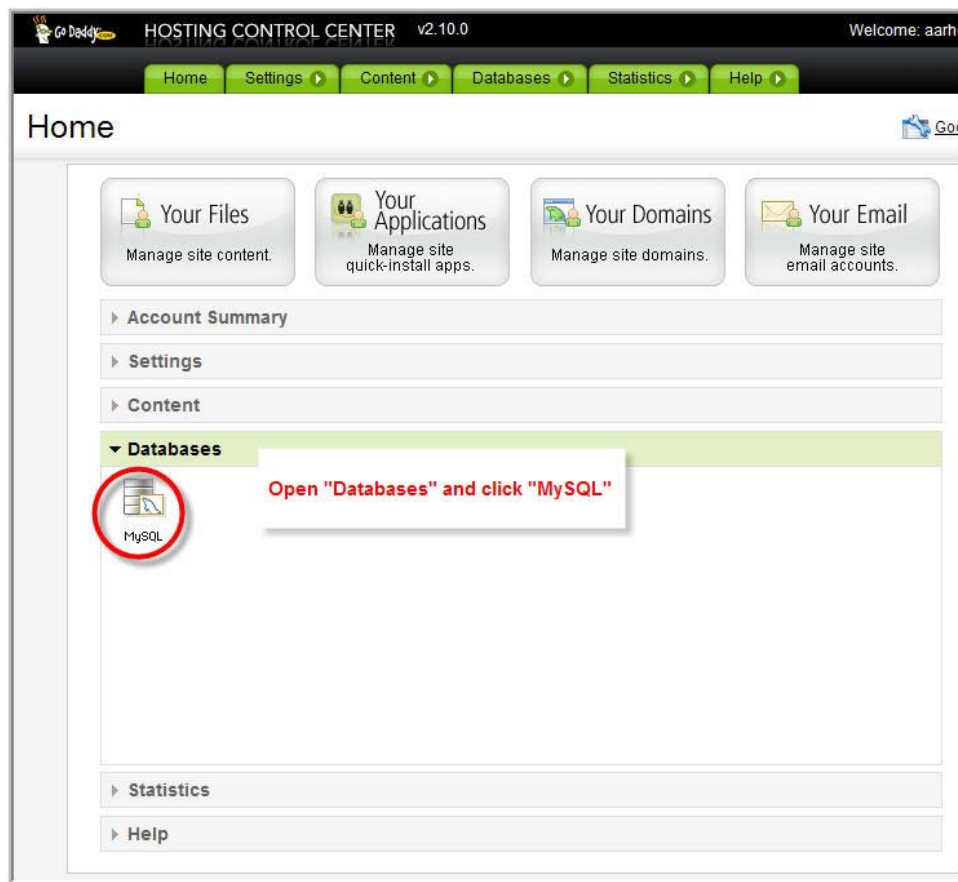 Go Daddy.com HOSTING CONTROL CENTER v2.10.0 Welcome: aarh
Home Settings Content Databases Statistics Help
Home
Goo
Your Files
Manage site content.
Your
Applications
Manage site
quick-install apps.
Your Domains
Manage site domains.
Your Email
Manage site
email accounts.
Account Summary
Settings
Content
Databases
Open "Databases" and click "MySQL"
MySQL
Statistics
Help